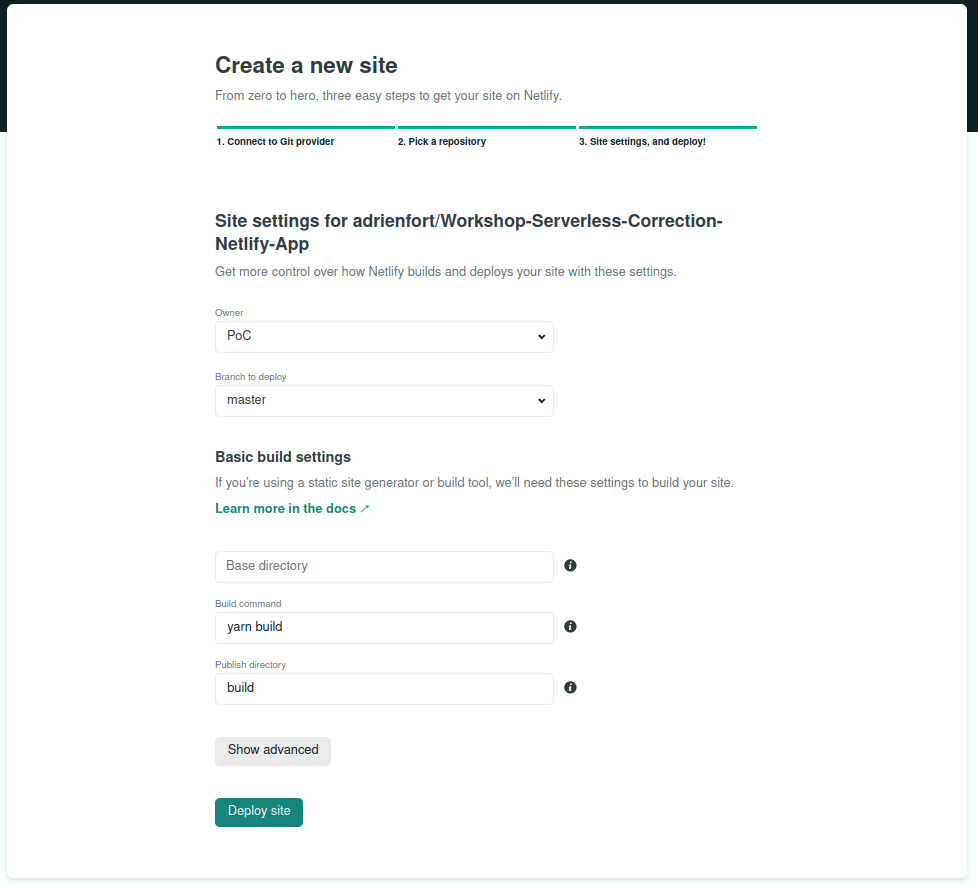 Create a new site
From zero to hero, three easy steps to get your site on Netlify.
1. Connect to Git provider
2. Pick a repository
3. Site settings, and deploy!
Site settings for adrienfort/Workshop-Serverless-Correction-
Netlify-App
Get more control over how Netlify builds and deploys your site with these settings.
Owner
PoC
Branch to deploy
master
Basic build settings
If you’re using a static site generator or build tool, we’ll need these settings to build your site.
Learn more in the docs ↗
Base directory
Build command
yarn build
Publish directory
build
Show advanced
Deploy site